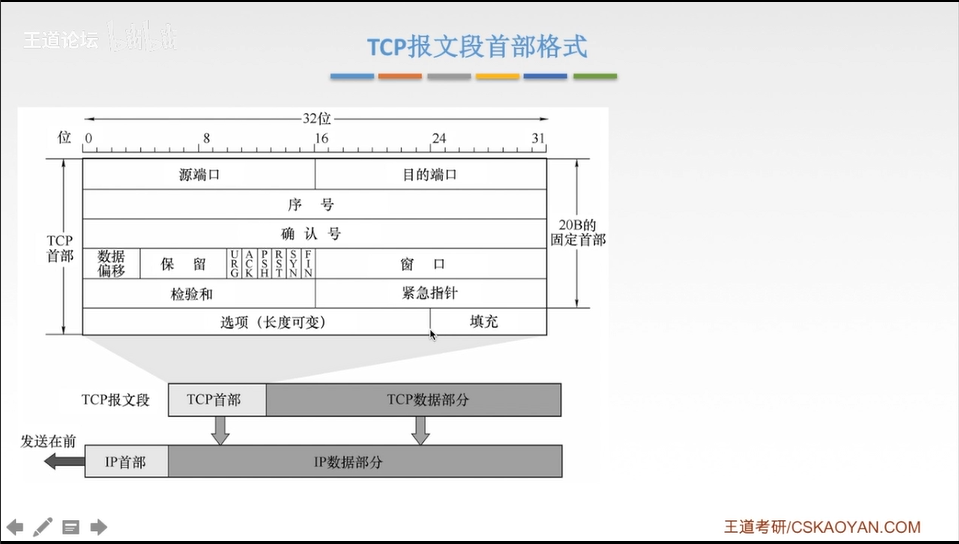 王道论坛
TCP报文段首部格式
32位
位 0 8 16 24 31
源端口 目的端口
序 号
TCP
首部
确 认 号
20B的
固定首部
数据
偏移
保 留
URG ACK PSH RST SYN FIN
窗 口
检验和 紧急指针
选项（长度可变） 填充
TCP报文段 TCP首部 TCP数据部分
发送在前
IP首部 IP数据部分
王道考研/CSKAOYAN.COM